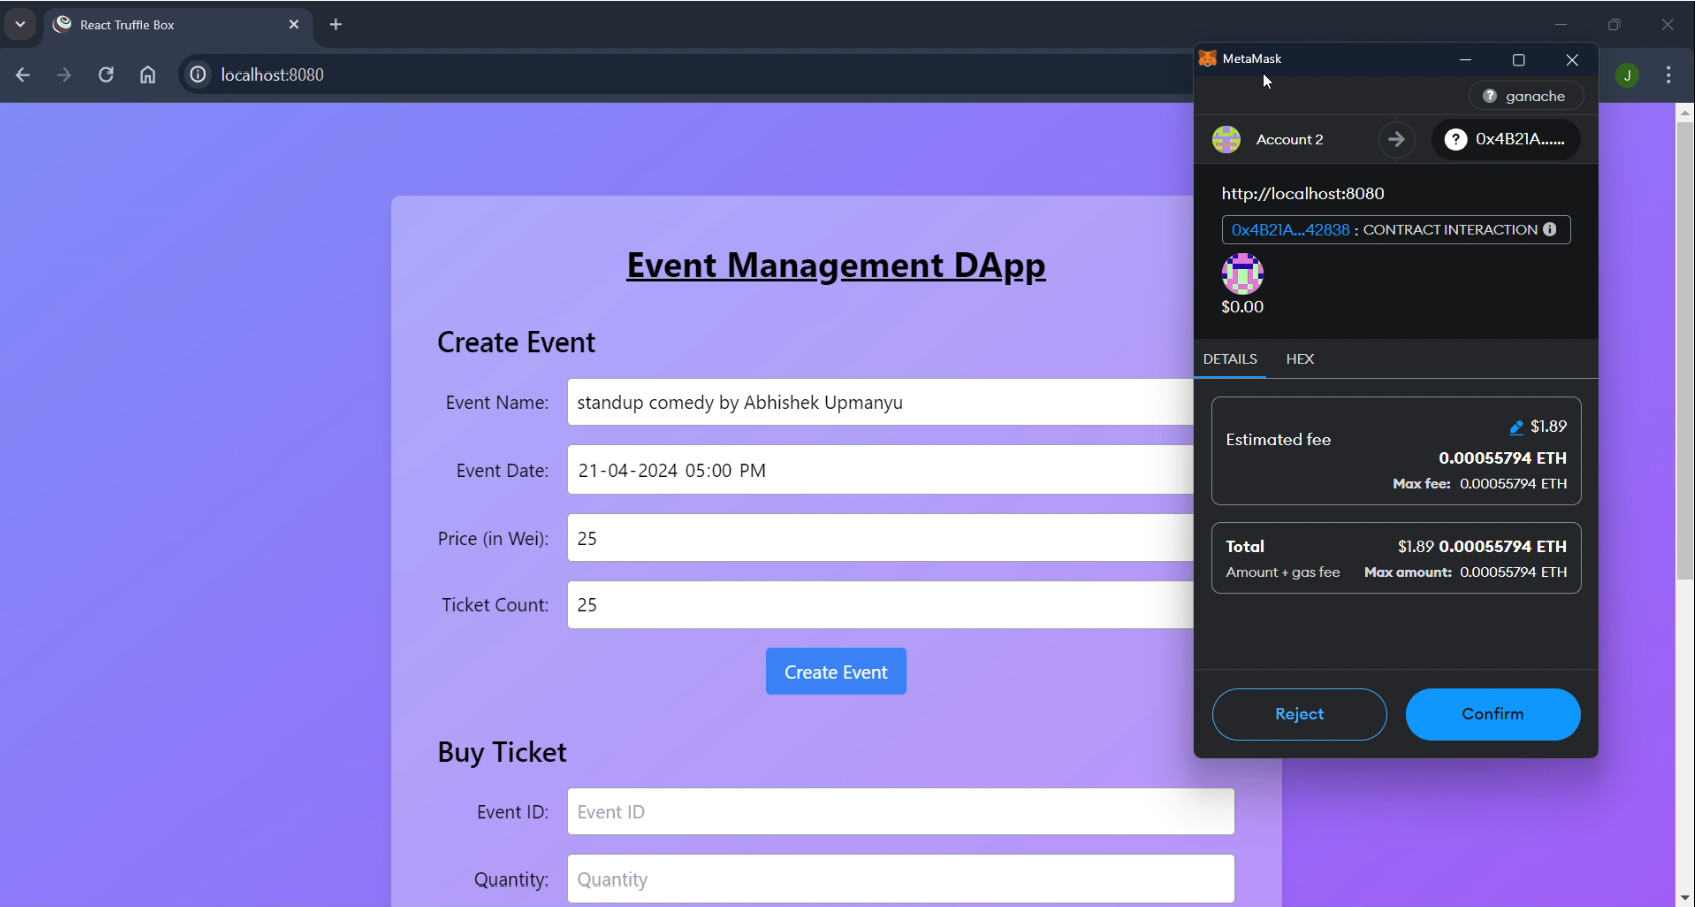 React Truffle Box
localhost:8080
J
Event Management DApp
Create Event
Event Name: standup comedy by Abhishek Upmanyu
Event Date: 21-04-2024 05:00 PM
Price (in Wei): 25
Ticket Count: 25
Create Event
Buy Ticket
Event ID: Event ID
Quantity: Quantity
MetaMask
? ganache
Account 2
? 0x4B21A......
http://localhost:8080
0x4B21A...42838 : CONTRACT INTERACTION
$0.00
DETAILS HEX
Estimated fee $1.89
0.00055794 ETH
Max fee: 0.00055794 ETH
Total $1.89 0.00055794 ETH
Amount + gas fee Max amount: 0.00055794 ETH
Reject Confirm